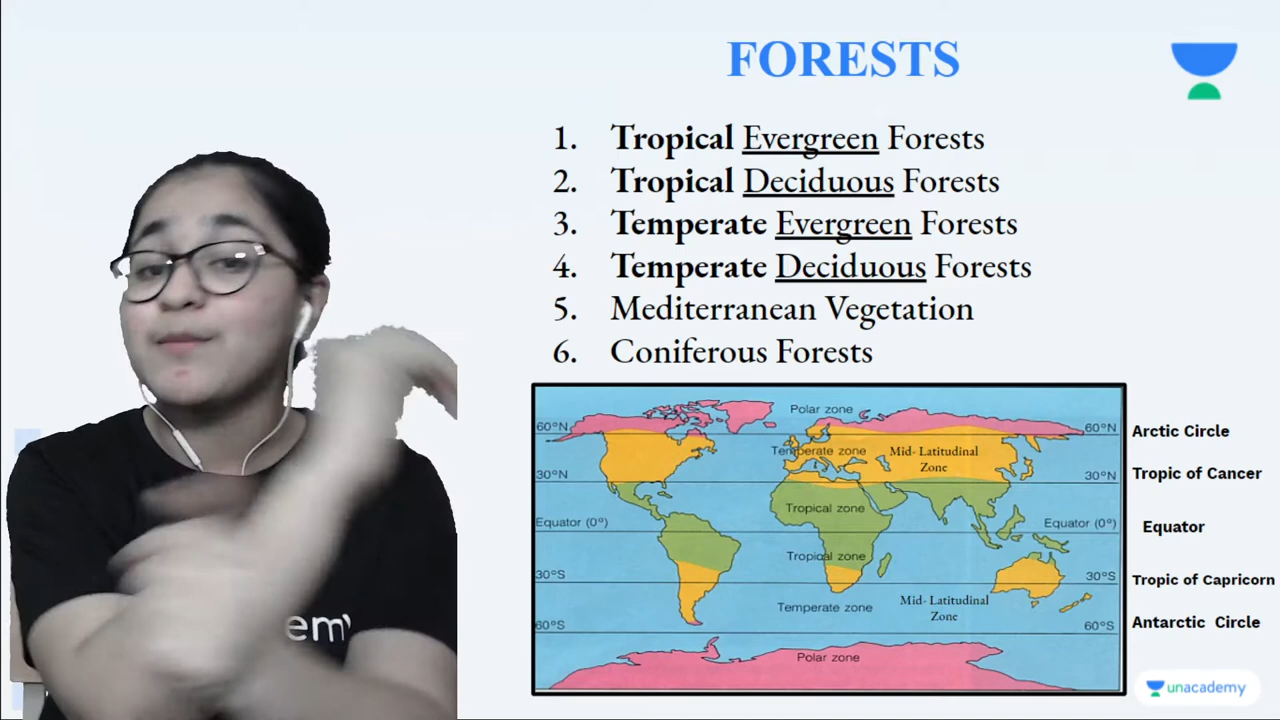 FORESTS
1. Tropical Evergreen Forests
2. Tropical Deciduous Forests
3. Temperate Evergreen Forests
4. Temperate Deciduous Forests
5. Mediterranean Vegetation
6. Coniferous Forests
Polar zone
60°N
60°N
Arctic Circle
Temperate zone
Mid- Latitudinal
Zone
30°N
30°N
Tropic of Cancer
Tropical zone
Equator (0°)
Equator (0°)
Equator
Tropical zone
30°S
30°S
Tropic of Capricorn
Temperate zone
Mid- Latitudinal
Zone
60°S
60°S
Antarctic Circle
Polar zone
unacademy